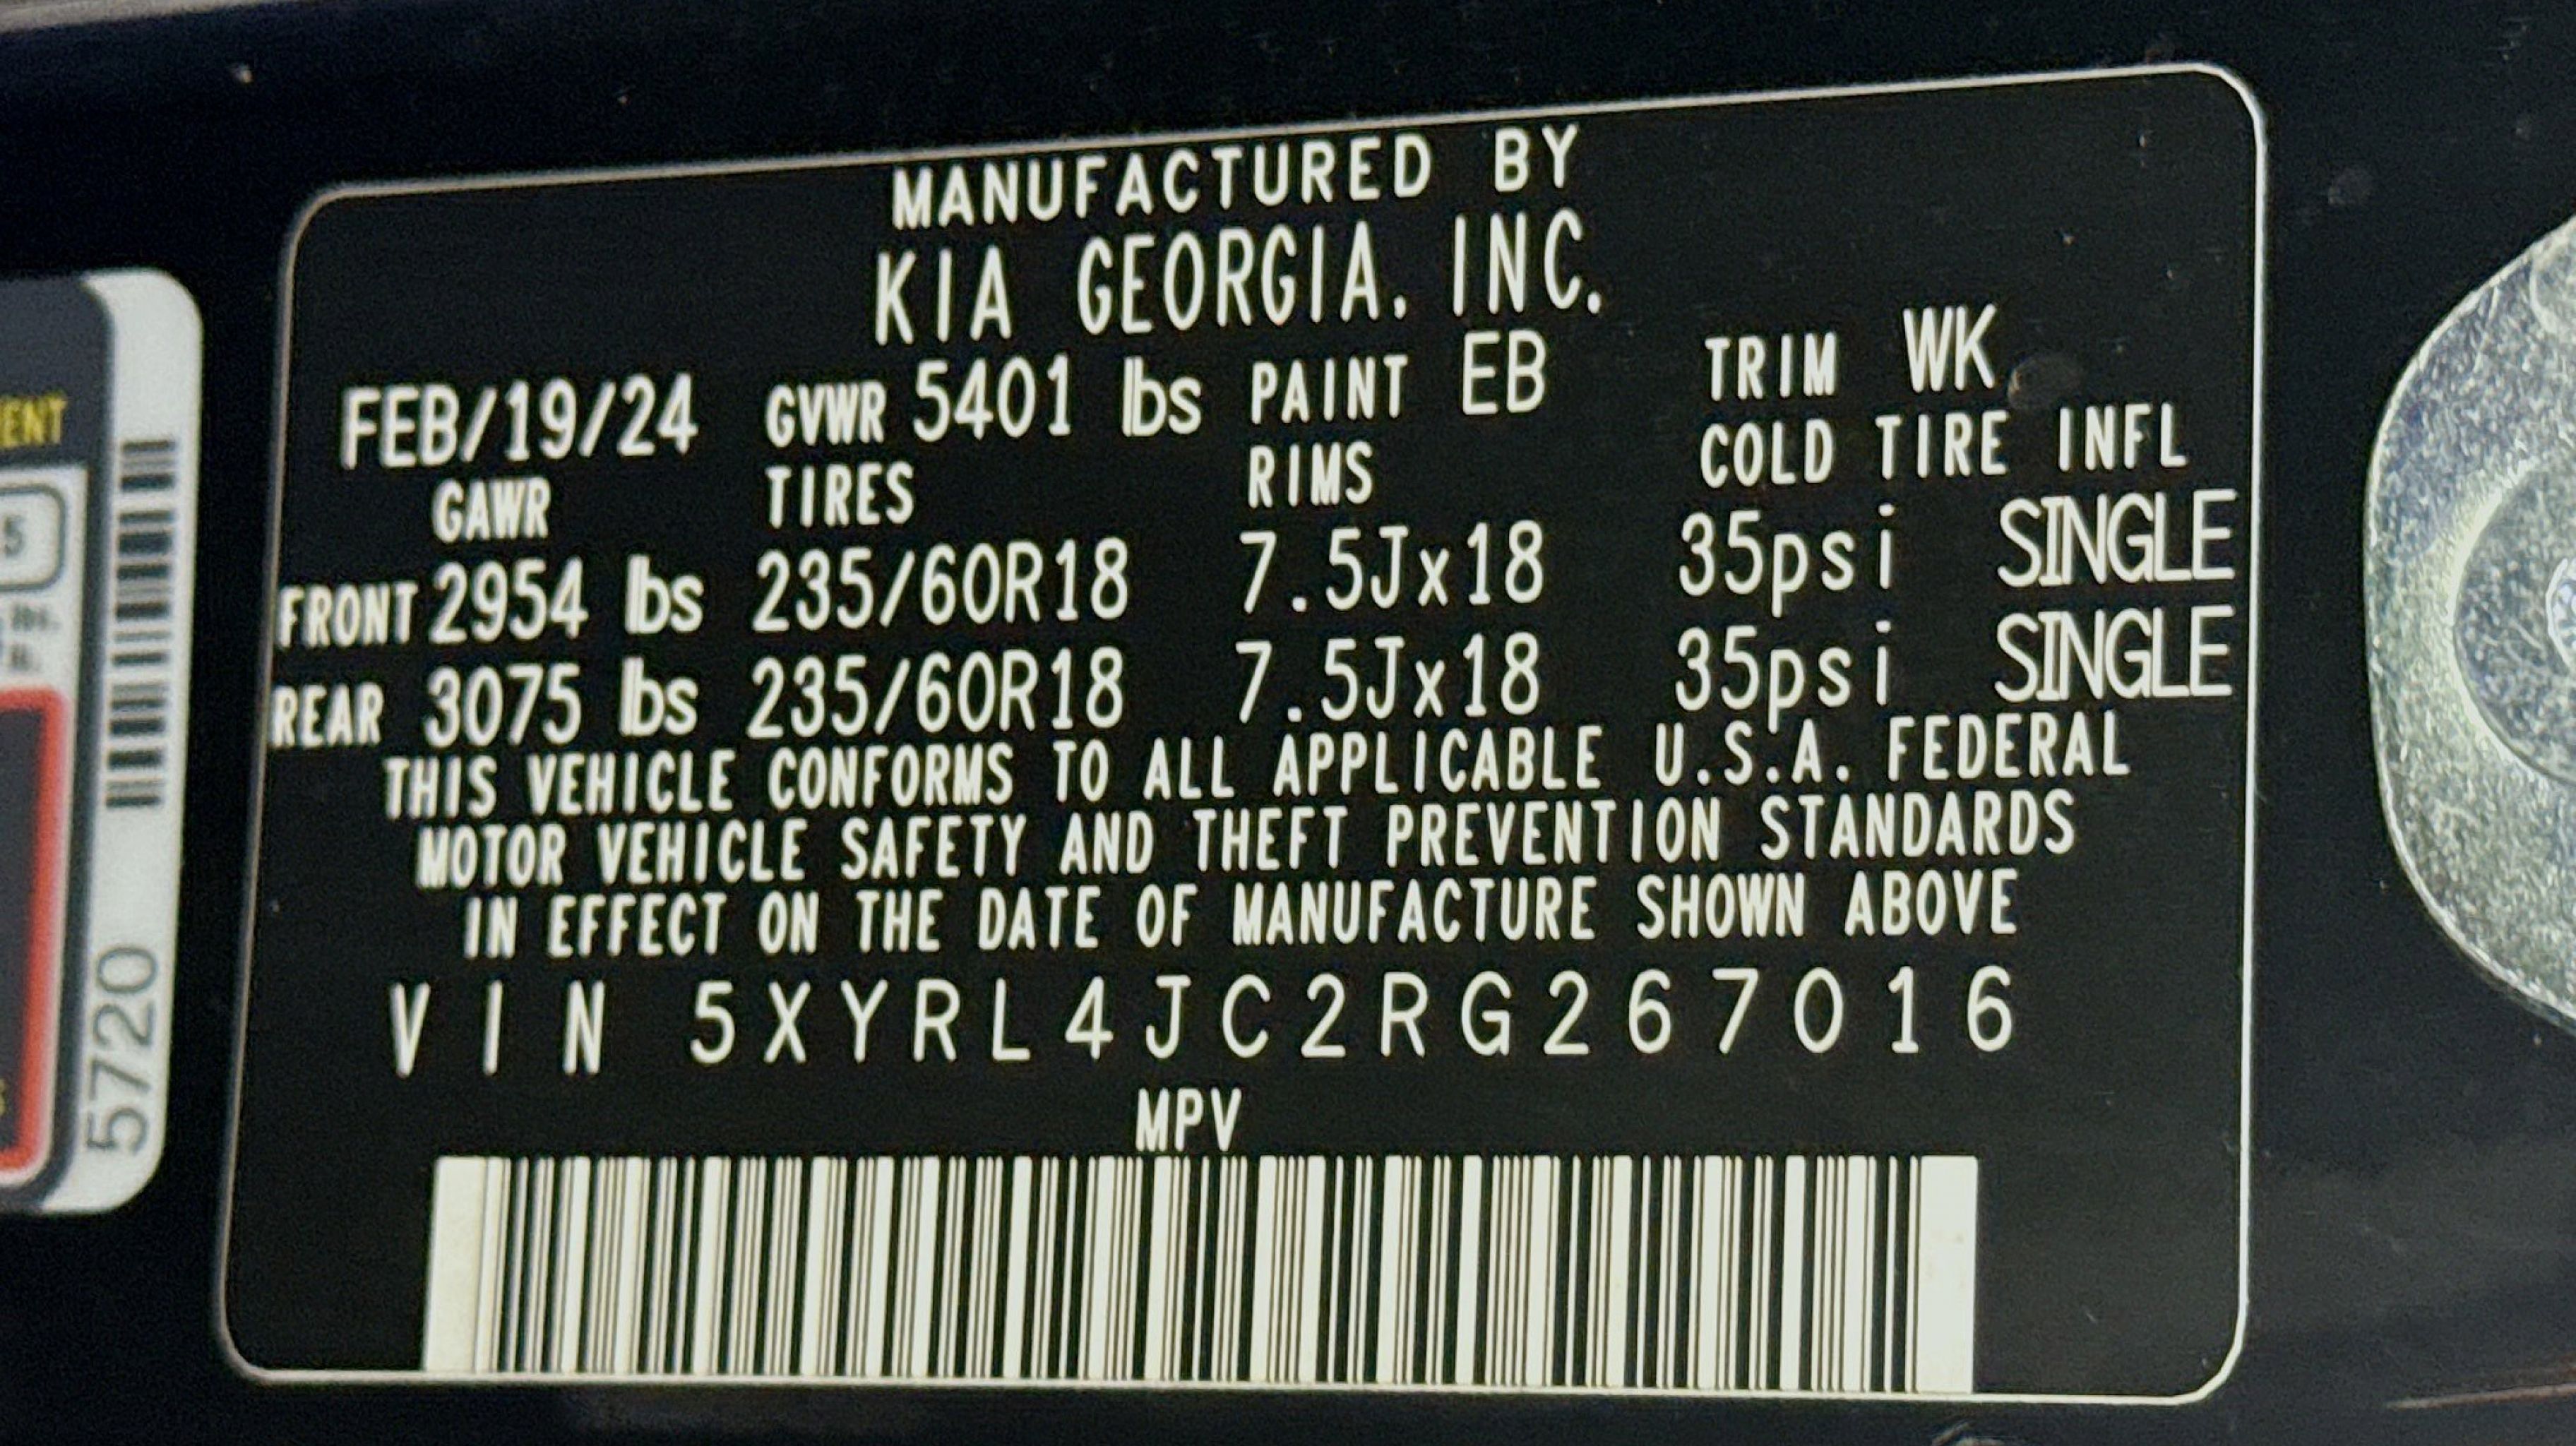 MANUFACTURED BY
KIA GEORGIA, INC.
FEB/19/24 GVWR 5401 lbs PAINT EB TRIM WK
GAWR TIRES RIMS COLD TIRE INFL
FRONT 2954 lbs 235/60R18 7.5Jx18 35psi SINGLE
REAR 3075 lbs 235/60R18 7.5Jx18 35psi SINGLE
THIS VEHICLE CONFORMS TO ALL APPLICABLE U.S.A. FEDERAL
MOTOR VEHICLE SAFETY AND THEFT PREVENTION STANDARDS
IN EFFECT ON THE DATE OF MANUFACTURE SHOWN ABOVE
VIN 5XYRL4JC2RG267016
MPV
5720
ENT
5